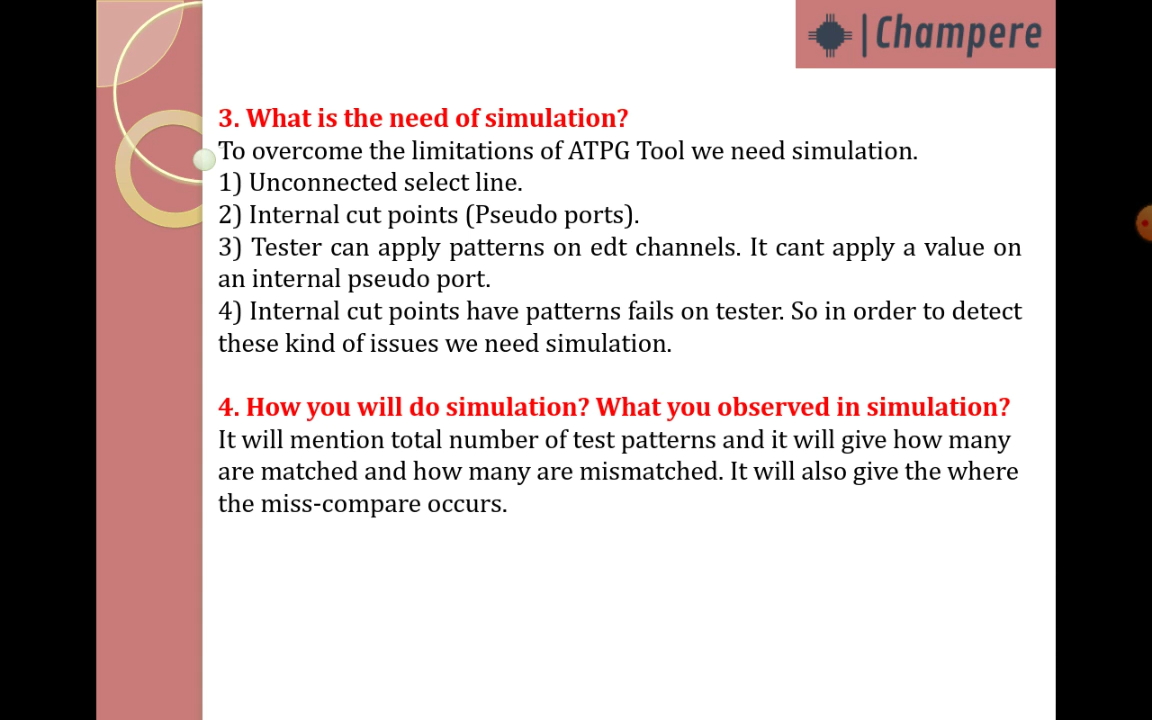 Champere
3. What is the need of simulation?
To overcome the limitations of ATPG Tool we need simulation.
1) Unconnected select line.
2) Internal cut points (Pseudo ports).
3) Tester can apply patterns on edt channels. It cant apply a value on
an internal pseudo port.
4) Internal cut points have patterns fails on tester. So in order to detect
these kind of issues we need simulation.
4. How you will do simulation? What you observed in simulation?
It will mention total number of test patterns and it will give how many
are matched and how many are mismatched. It will also give the where
the miss-compare occurs.